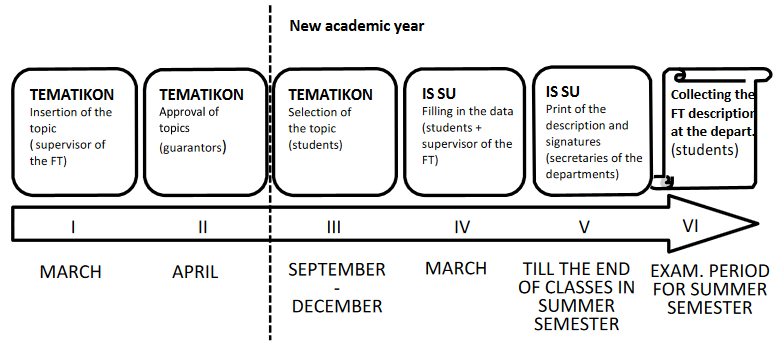 New academic year
TEMATIKON
Insertion of the
topic
( supervisor of
the FT)
TEMATIKON
Approval of
topics
(guarantors)
TEMATIKON
Selection of
the topic
(students)
IS SU
Filling in the data
(students +
supervisor of the
FT)
IS SU
Print of the
description and
signatures
(secretaries of the
departments)
Collecting the
FT description
at the depart.
(students)
I
II
III
IV
V
VI
MARCH
APRIL
SEPTEMBER
-
DECEMBER
MARCH
TILL THE END
OF CLASSES IN
SUMMER
SEMESTER
EXAM. PERIOD
FOR SUMMER
SEMESTER